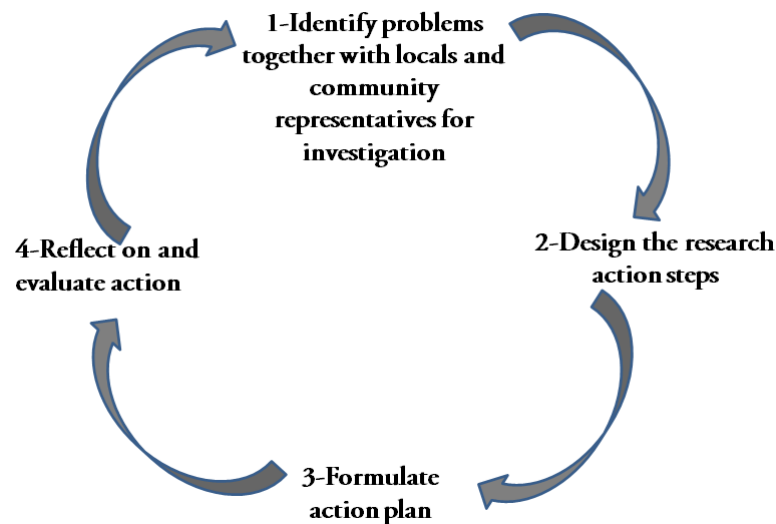 1-Identify problems
together with locals and
community
representatives for
investigation
2-Design the research
action steps
3-Formulate
action plan
4-Reflect on and
evaluate action